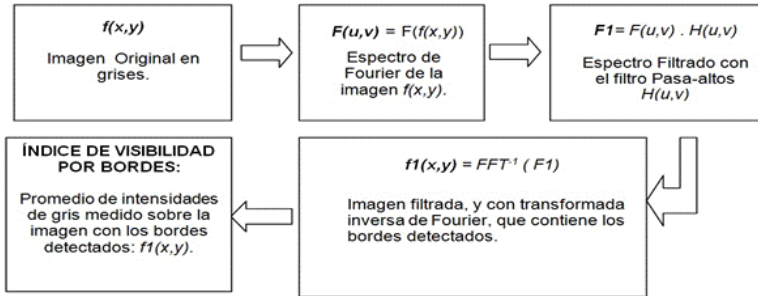 f(x,y)
Imagen Original en
grises.
F(u,v) = F(f(x,y))
Espectro de
Fourier de la
imagen f(x,y).
F1= F(u,v) . H(u,v)
Espectro Filtrado con
el filtro Pasa-altos
H(u,v)
f1(x,y) = FFT⁻¹ ( F1)
Imagen filtrada, y con transformada
inversa de Fourier, que contiene los
bordes detectados.
ÍNDICE DE VISIBILIDAD
POR BORDES:
Promedio de intensidades
de gris medido sobre la
imagen con los bordes
detectados: f1(x,y).